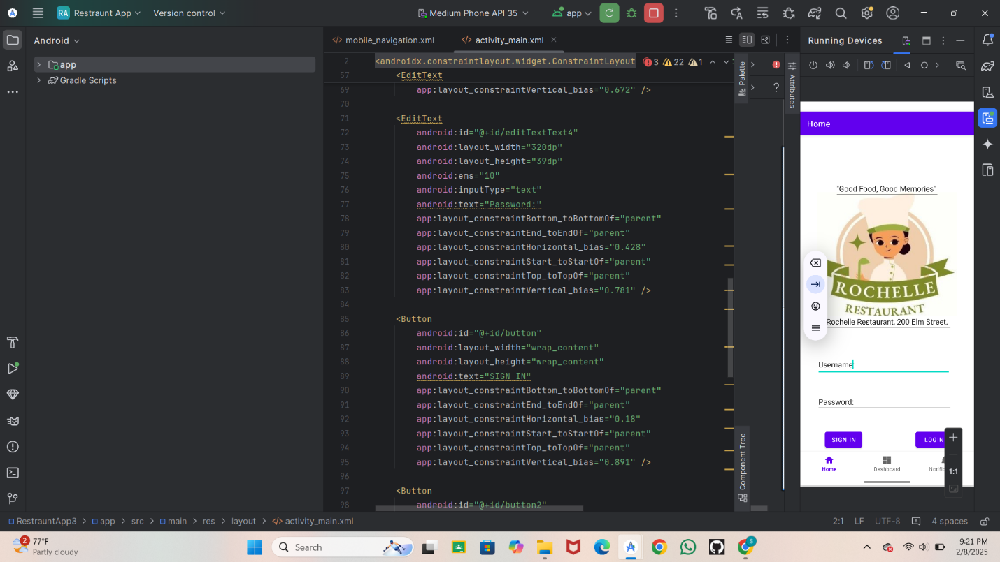 RA Restraunt App
Version control
Medium Phone API 35
app
Android
app
Gradle Scripts
mobile_navigation.xml
activity_main.xml
2 <androidx.constraintlayout.widget.ConstraintLayout
3 22 1
57 <EditText
69 app:layout_constraintVertical_bias="0.672" />
70
71 <EditText
72 android:id="@+id/editTextText4"
73 android:layout_width="320dp"
74 android:layout_height="39dp"
75 android:ems="10"
76 android:inputType="text"
77 android:text="Password:"
78 app:layout_constraintBottom_toBottomOf="parent"
79 app:layout_constraintEnd_toEndOf="parent"
80 app:layout_constraintHorizontal_bias="0.428"
81 app:layout_constraintStart_toStartOf="parent"
82 app:layout_constraintTop_toTopOf="parent"
83 app:layout_constraintVertical_bias="0.781" />
84
85 <Button
86 android:id="@+id/button"
87 android:layout_width="wrap_content"
88 android:layout_height="wrap_content"
89 android:text="SIGN IN"
90 app:layout_constraintBottom_toBottomOf="parent"
91 app:layout_constraintEnd_toEndOf="parent"
92 app:layout_constraintHorizontal_bias="0.18"
93 app:layout_constraintStart_toStartOf="parent"
94 app:layout_constraintTop_toTopOf="parent"
95 app:layout_constraintVertical_bias="0.891" />
96
97 <Button
98 android:id="@+id/button2"
Palette
Component Tree
?
Attributes
Running Devices
Home
"Good Food, Good Memories"
ROCHELLE
RESTAURANT
Rochelle Restaurant, 200 Elm Street.
Username
Password:
SIGN IN
LOGIN
Home
Dashboard
Notific
1:1
RestrauntApp3 > app > src > main > res > layout > activity_main.xml
2:1 LF UTF-8 4 spaces
2
77°F
Partly cloudy
Search
S
9:21 PM
2/8/2025